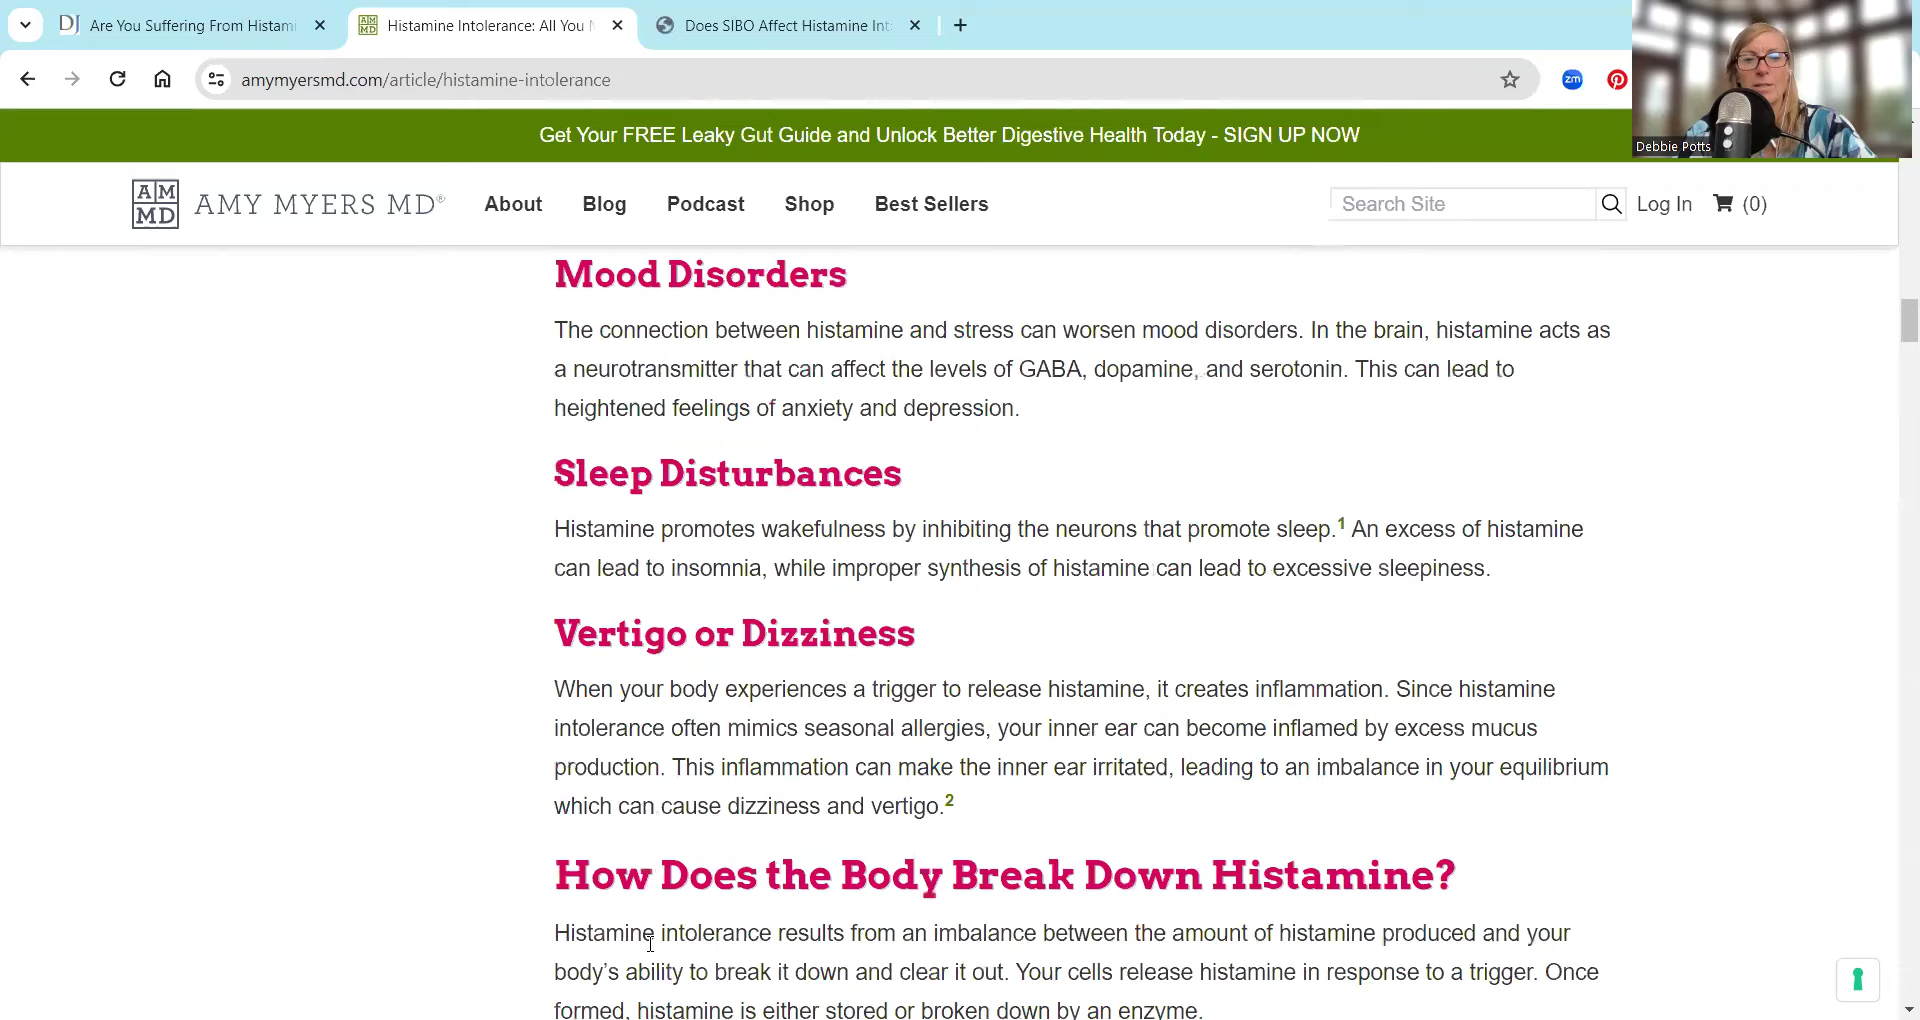 Are You Suffering From Histami
Histamine Intolerance: All You
Does SIBO Affect Histamine Int
amymyersmd.com/article/histamine-intolerance
zm
Debbie Potts
Get Your FREE Leaky Gut Guide and Unlock Better Digestive Health Today - SIGN UP NOW
AM MD AMY MYERS MD® About Blog Podcast Shop Best Sellers Search Site Log In (0)
Mood Disorders
The connection between histamine and stress can worsen mood disorders. In the brain, histamine acts as
a neurotransmitter that can affect the levels of GABA, dopamine, and serotonin. This can lead to
heightened feelings of anxiety and depression.
Sleep Disturbances
Histamine promotes wakefulness by inhibiting the neurons that promote sleep.1 An excess of histamine
can lead to insomnia, while improper synthesis of histamine can lead to excessive sleepiness.
Vertigo or Dizziness
When your body experiences a trigger to release histamine, it creates inflammation. Since histamine
intolerance often mimics seasonal allergies, your inner ear can become inflamed by excess mucus
production. This inflammation can make the inner ear irritated, leading to an imbalance in your equilibrium
which can cause dizziness and vertigo.2
How Does the Body Break Down Histamine?
Histamine intolerance results from an imbalance between the amount of histamine produced and your
body’s ability to break it down and clear it out. Your cells release histamine in response to a trigger. Once
formed, histamine is either stored or broken down by an enzyme.